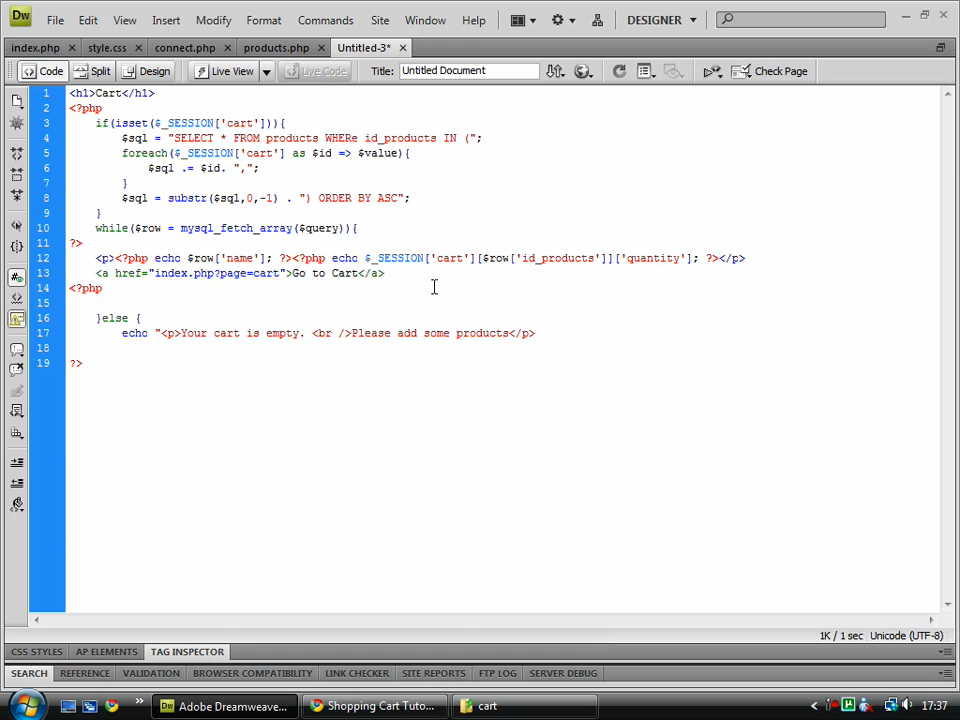 Dw File Edit View Insert Modify Format Commands Site Window Help DESIGNER
index.php style.css connect.php products.php Untitled-3*
Code Split Design Live View Live Code Title: Untitled Document Check Page
1 <h1>Cart</h1>
2 <?php
3 if(isset($_SESSION['cart'])){
4 $sql = "SELECT * FROM products WHERe id_products IN (";
5 foreach($_SESSION['cart'] as $id => $value){
6 $sql .= $id. ",";
7 }
8 $sql = substr($sql,0,-1) . ") ORDER BY ASC";
9 }
10 while($row = mysql_fetch_array($query)){
11 ?>
12 <p><?php echo $row['name']; ?><?php echo $_SESSION['cart'][$row['id_products']]['quantity']; ?></p>
13 <a href="index.php?page=cart">Go to Cart</a>
14 <?php
15
16 }else {
17 echo "<p>Your cart is empty. <br />Please add some products</p>
18
19 ?>
1K / 1 sec Unicode (UTF-8)
CSS STYLES AP ELEMENTS TAG INSPECTOR
SEARCH REFERENCE VALIDATION BROWSER COMPATIBILITY LINK CHECKER SITE REPORTS FTP LOG SERVER DEBUG
Adobe Dreamweave... Shopping Cart Tuto... cart 17:37